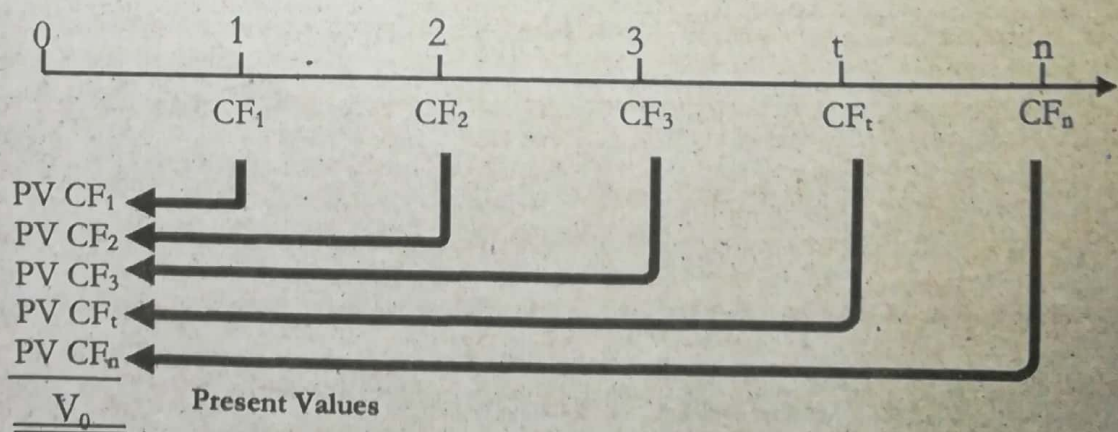 0 1 2 3 t n
CF₁ CF₂ CF₃ CFₜ CFₙ
PV CF₁
PV CF₂
PV CF₃
PV CFₜ
PV CFₙ
V₀ Present Values